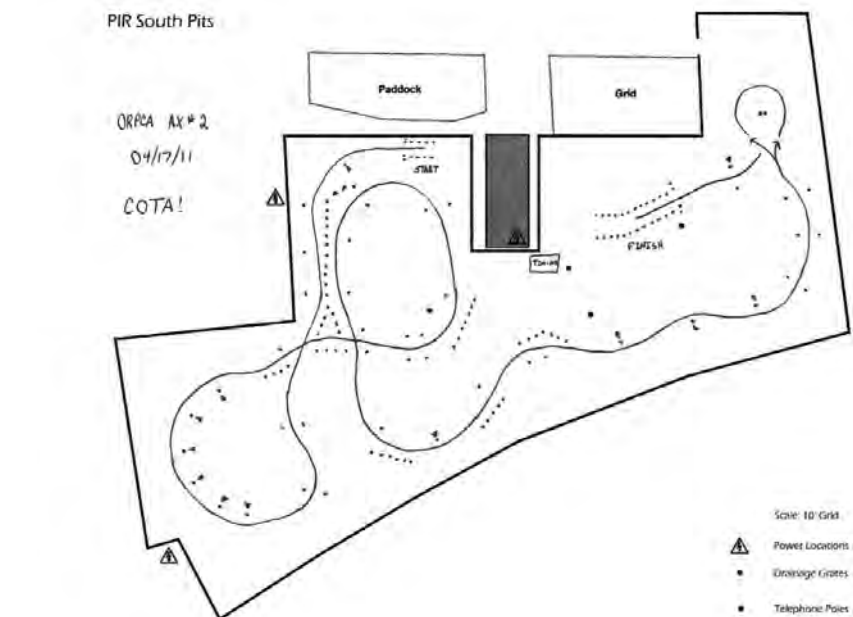 PIR South Pits
Paddock
Grid
ORPCA AX#2
04/17/11
COTA!
START
FINISH
TIMING
Scale: 10' Grid
Power Locations
Drainage Grates
Telephone Poles